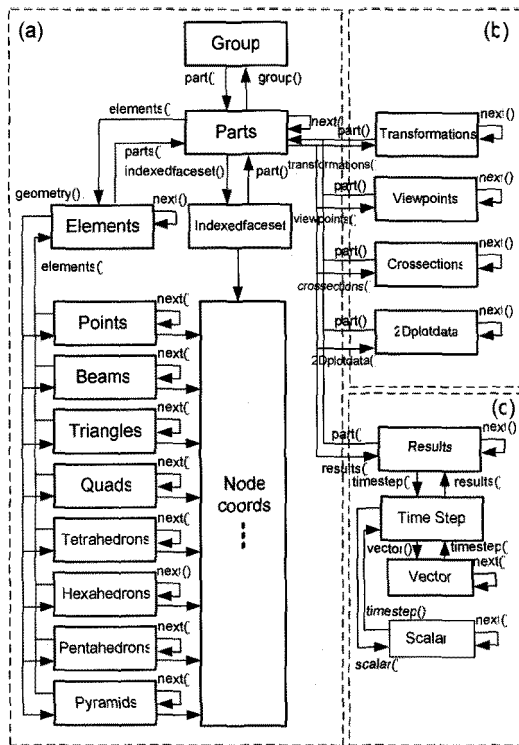 (a)
Group
part(
group()
elements(
Parts
next(
parts(
indexedfaceset()
part()
geometry()
next()
Elements
Indexedfaceset
elements(
next(
Points
next(
Beams
next(
Triangles
next(
Quads
next(
Tetrahedrons
next()
Hexahedrons
next(
Pentahedrons
next(
Pyramids
Node
coords
(b)
next()
part()
Transformations
transformations(
next()
part()
Viewpoints
viewpoints(
next()
part()
Crossections
crossections(
next()
part()
2Dplotdata
2Dplotdata(
(c)
next()
part(
Results
results(
timestep(
results(
Time Step
vector()
timestep(
next(
Vector
timestep()
next(
Scalar
scalar(